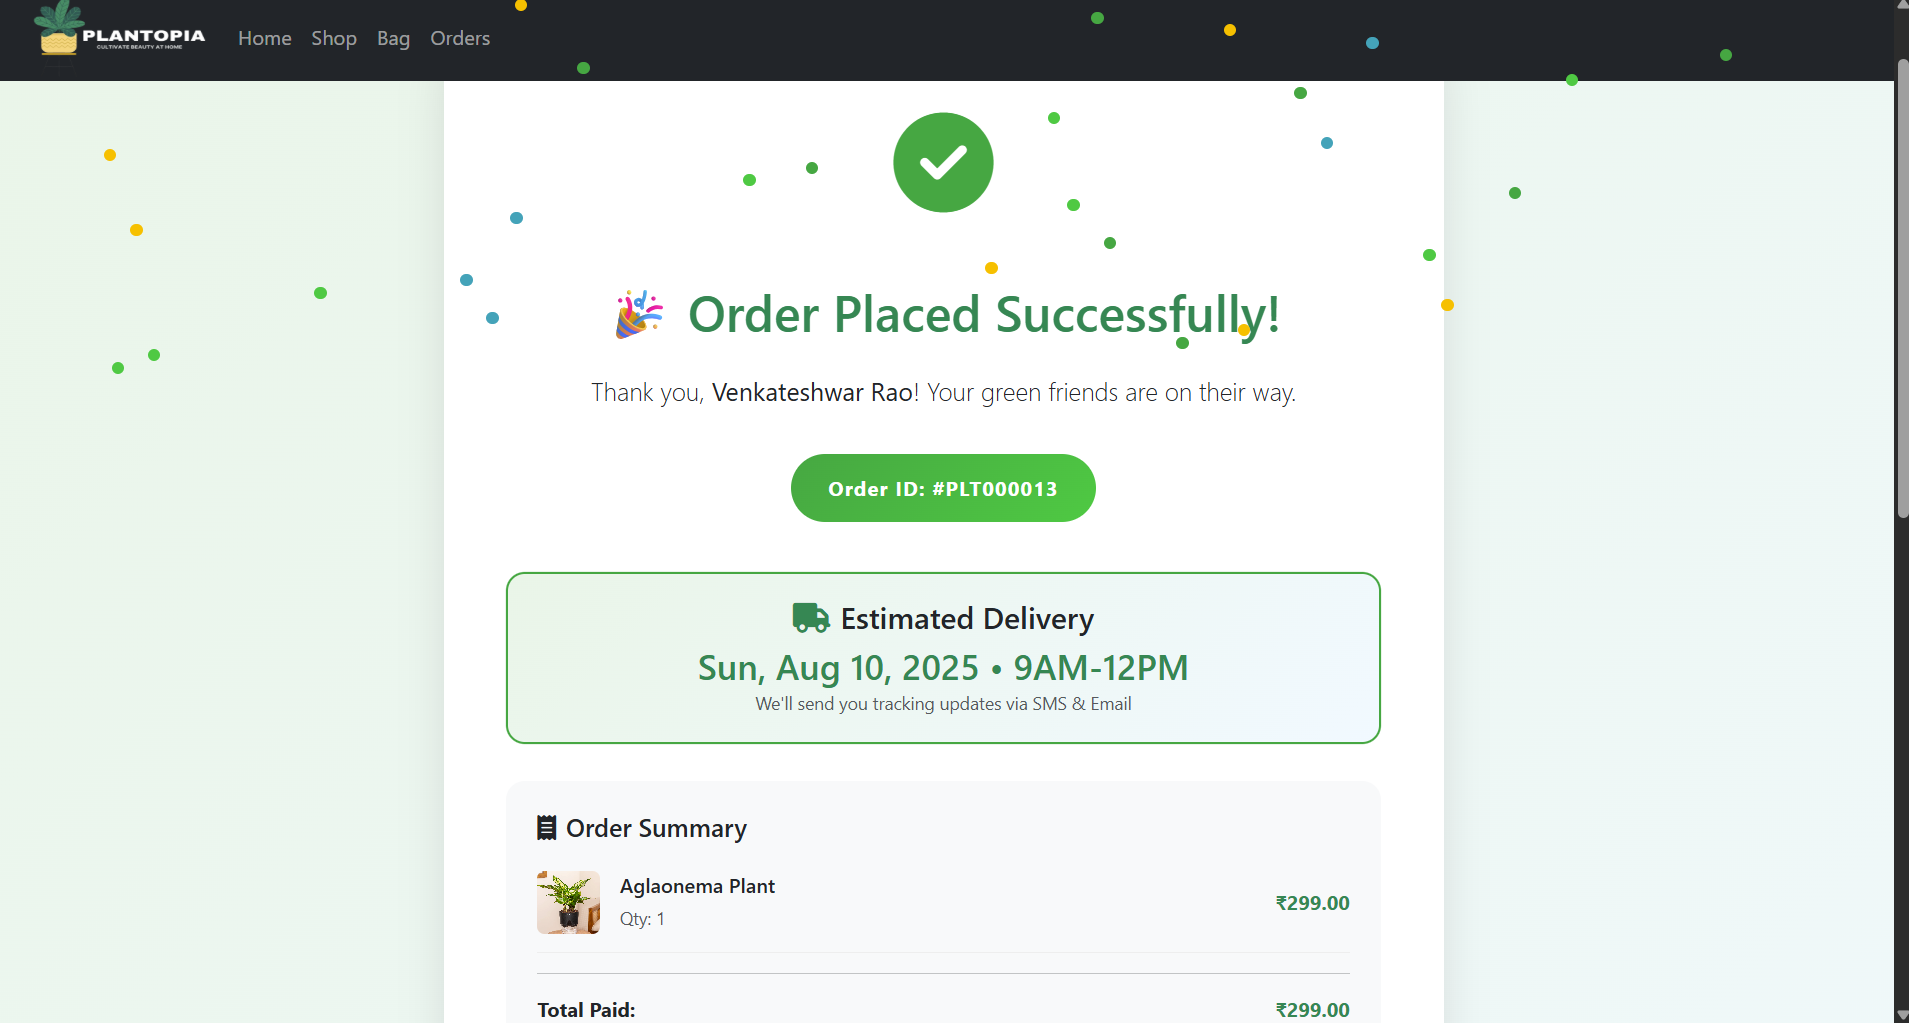 PLANTOPIA
CULTIVATE BEAUTY AT HOME
Home Shop Bag Orders
Order Placed Successfully!
Thank you, Venkateshwar Rao! Your green friends are on their way.
Order ID: #PLT000013
Estimated Delivery
Sun, Aug 10, 2025 • 9AM-12PM
We'll send you tracking updates via SMS & Email
Order Summary
Aglaonema Plant
Qty: 1
₹299.00
Total Paid: ₹299.00